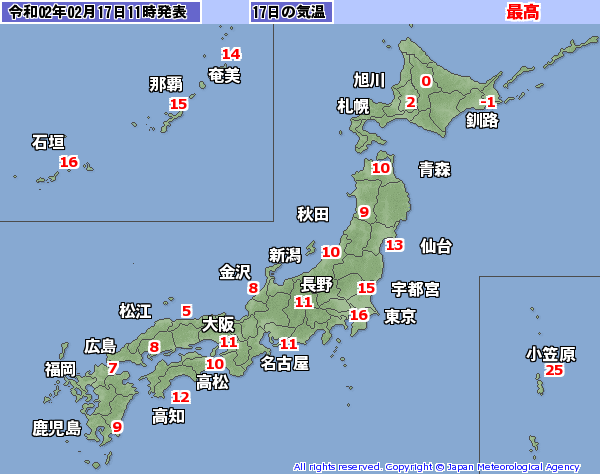 令和02年02月17日11時発表 17日の気温 最高
14
奄美
那覇
15
石垣
16
旭川 0
札幌 2 -1
釧路
10 青森
秋田 9
13 仙台
新潟 10
金沢 8
長野 11
15 宇都宮
16 東京
松江 5
大阪 11
名古屋 11
広島 8
福岡 7
高松 10
高知 12
鹿児島 9
小笠原
25
All rights reserved. Copyright © Japan Meteorological Agency